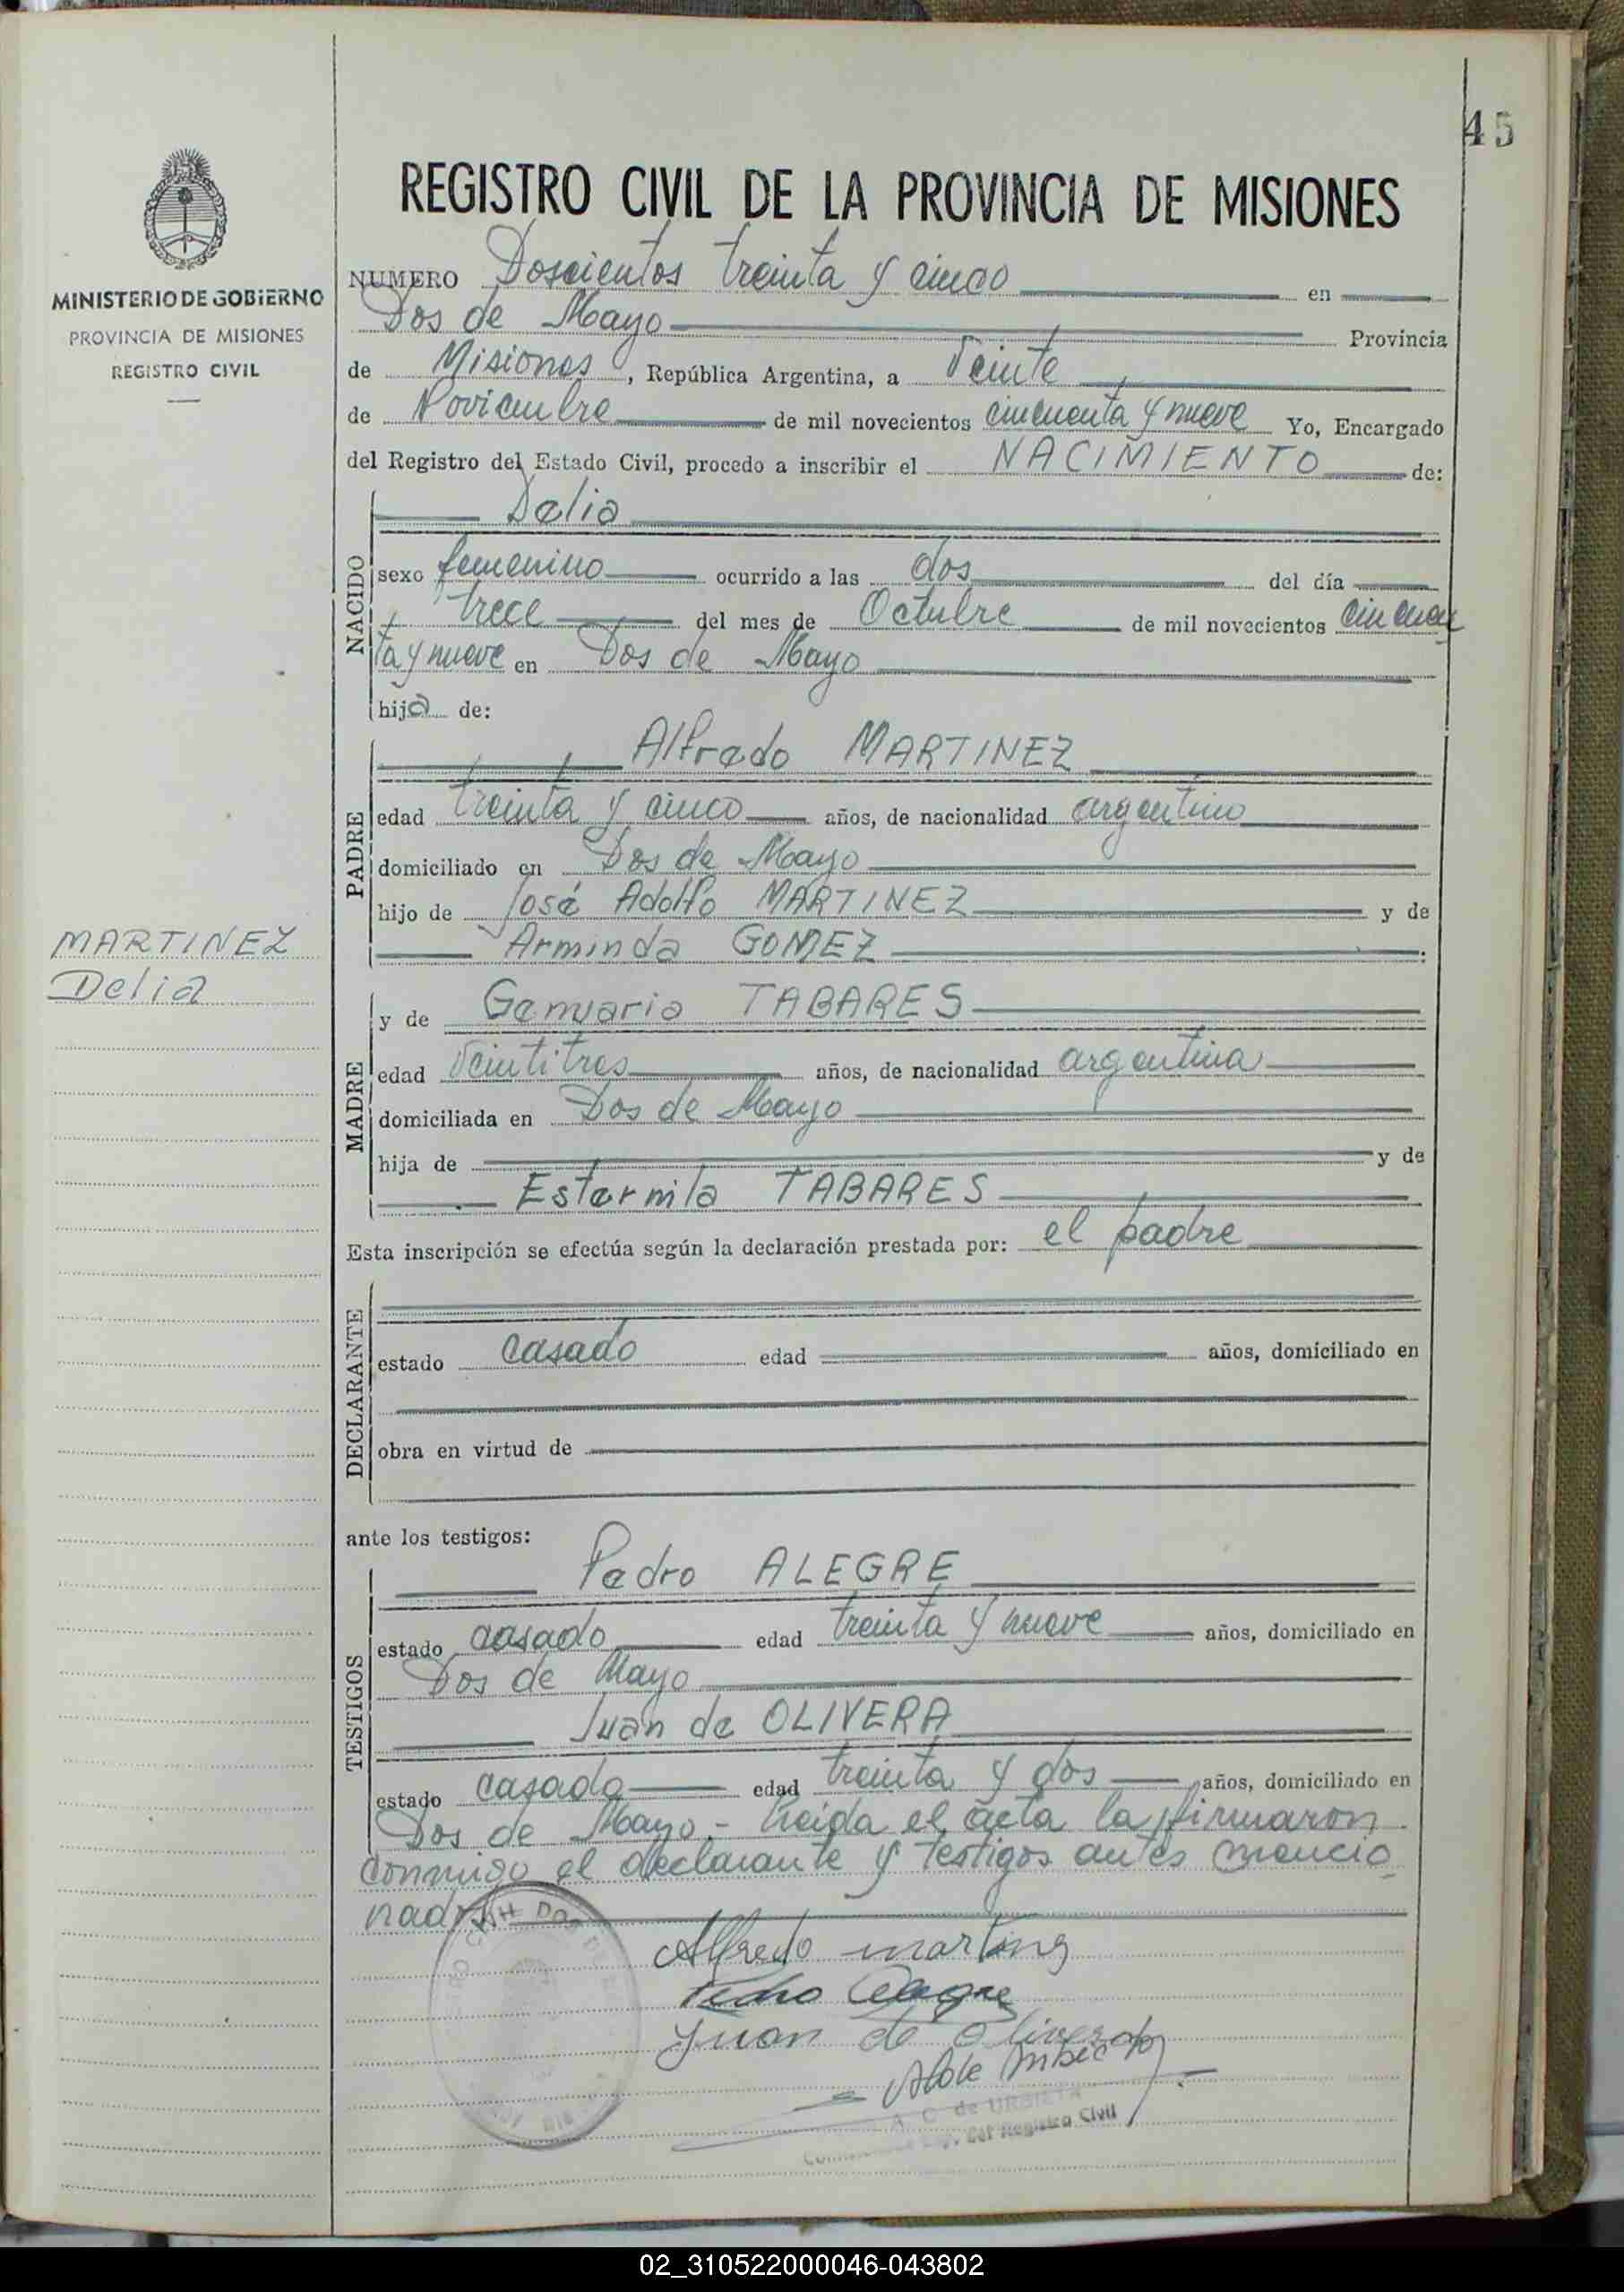 45
REGISTRO CIVIL DE LA PROVINCIA DE MISIONES
MINISTERIO DE GOBIERNO
PROVINCIA DE MISIONES
REGISTRO CIVIL
NUMERO Doscientos treinta y cinco en
Dos de Mayo Provincia
de Misiones, República Argentina, a Veinte
de Noviembre de mil novecientos cincuenta y nueve Yo, Encargado
del Registro del Estado Civil, procedo a inscribir el NACIMIENTO de:
NACIDO
Delia
sexo femenino ocurrido a las dos del día
trece del mes de Octubre de mil novecientos cincuen
ta y nueve en Dos de Mayo
hija de:
PADRE
Alfredo MARTINEZ
edad treinta y cinco años, de nacionalidad argentino
domiciliado en Dos de Mayo
hijo de José Adolfo MARTINEZ y de
Arminda GOMEZ
MARTINEZ
Delia
MADRE
y de Genuaria TABARES
edad Veintitres años, de nacionalidad argentina
domiciliada en Dos de Mayo
hija de y de
Estermila TABARES
Esta inscripción se efectúa según la declaración prestada por: el padre
DECLARANTE
estado casado edad años, domiciliado en
obra en virtud de
ante los testigos:
TESTIGOS
Pedro ALEGRE
estado casado edad treinta y nueve años, domiciliado en
Dos de Mayo
Juan de OLIVERA
estado casado edad treinta y dos años, domiciliado en
Dos de Mayo.- Leida el acta la firmaron
conmigo el declarante y testigos antes mencio
nados
Alfredo martinez
Pedro Alegre
Juan de Olivera
A. C. de URBIETA
del Registro Civil
02_310522000046-043802